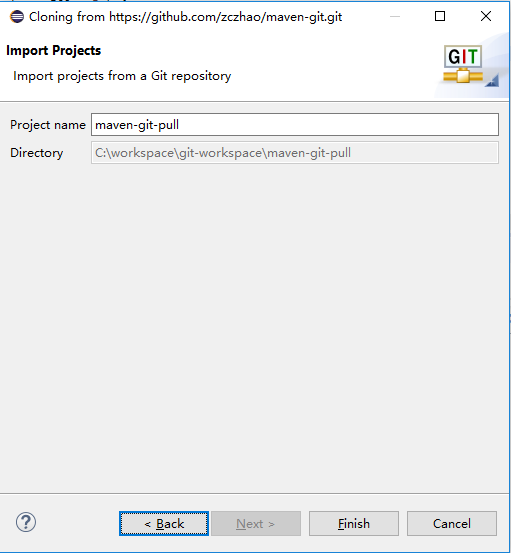 Cloning from https://github.com/zczhao/maven-git.git
Import Projects
Import projects from a Git repository
GIT
Project name maven-git-pull
Directory C:\workspace\git-workspace\maven-git-pull
? < Back Next > Finish Cancel